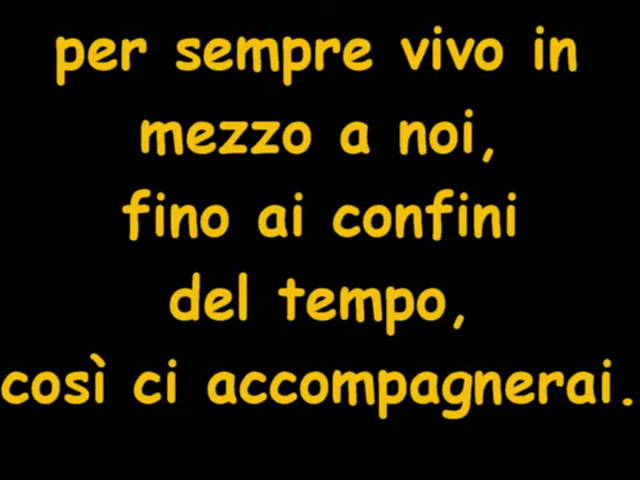 per sempre vivo in
mezzo a noi,
fino ai confini
del tempo,
così ci accompagnerai.